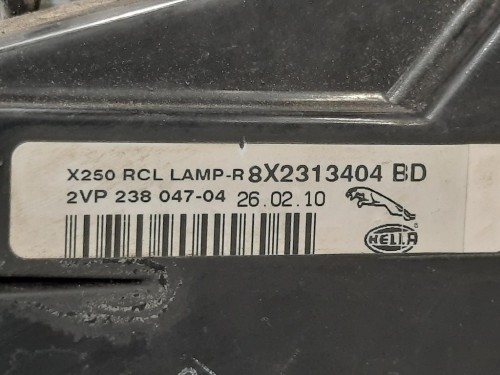 X250 RCL LAMP-R 8X2313404 BD
2VP 238 047-04 26.02.10
HELLA